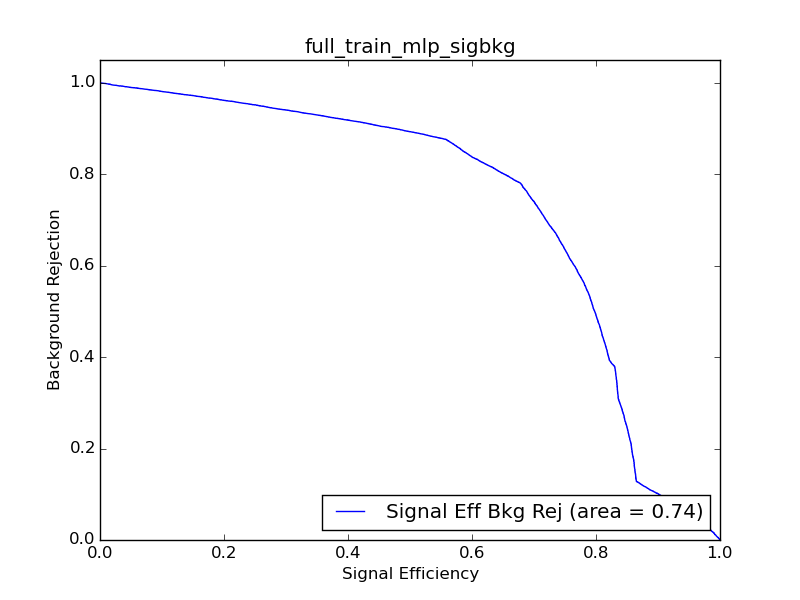 full_train_mlp_sigbkg
1.0
0.8
0.6
0.4
0.2
0.0
Background Rejection
Signal Eff Bkg Rej (area = 0.74)
0.0 0.2 0.4 0.6 0.8 1.0
Signal Efficiency